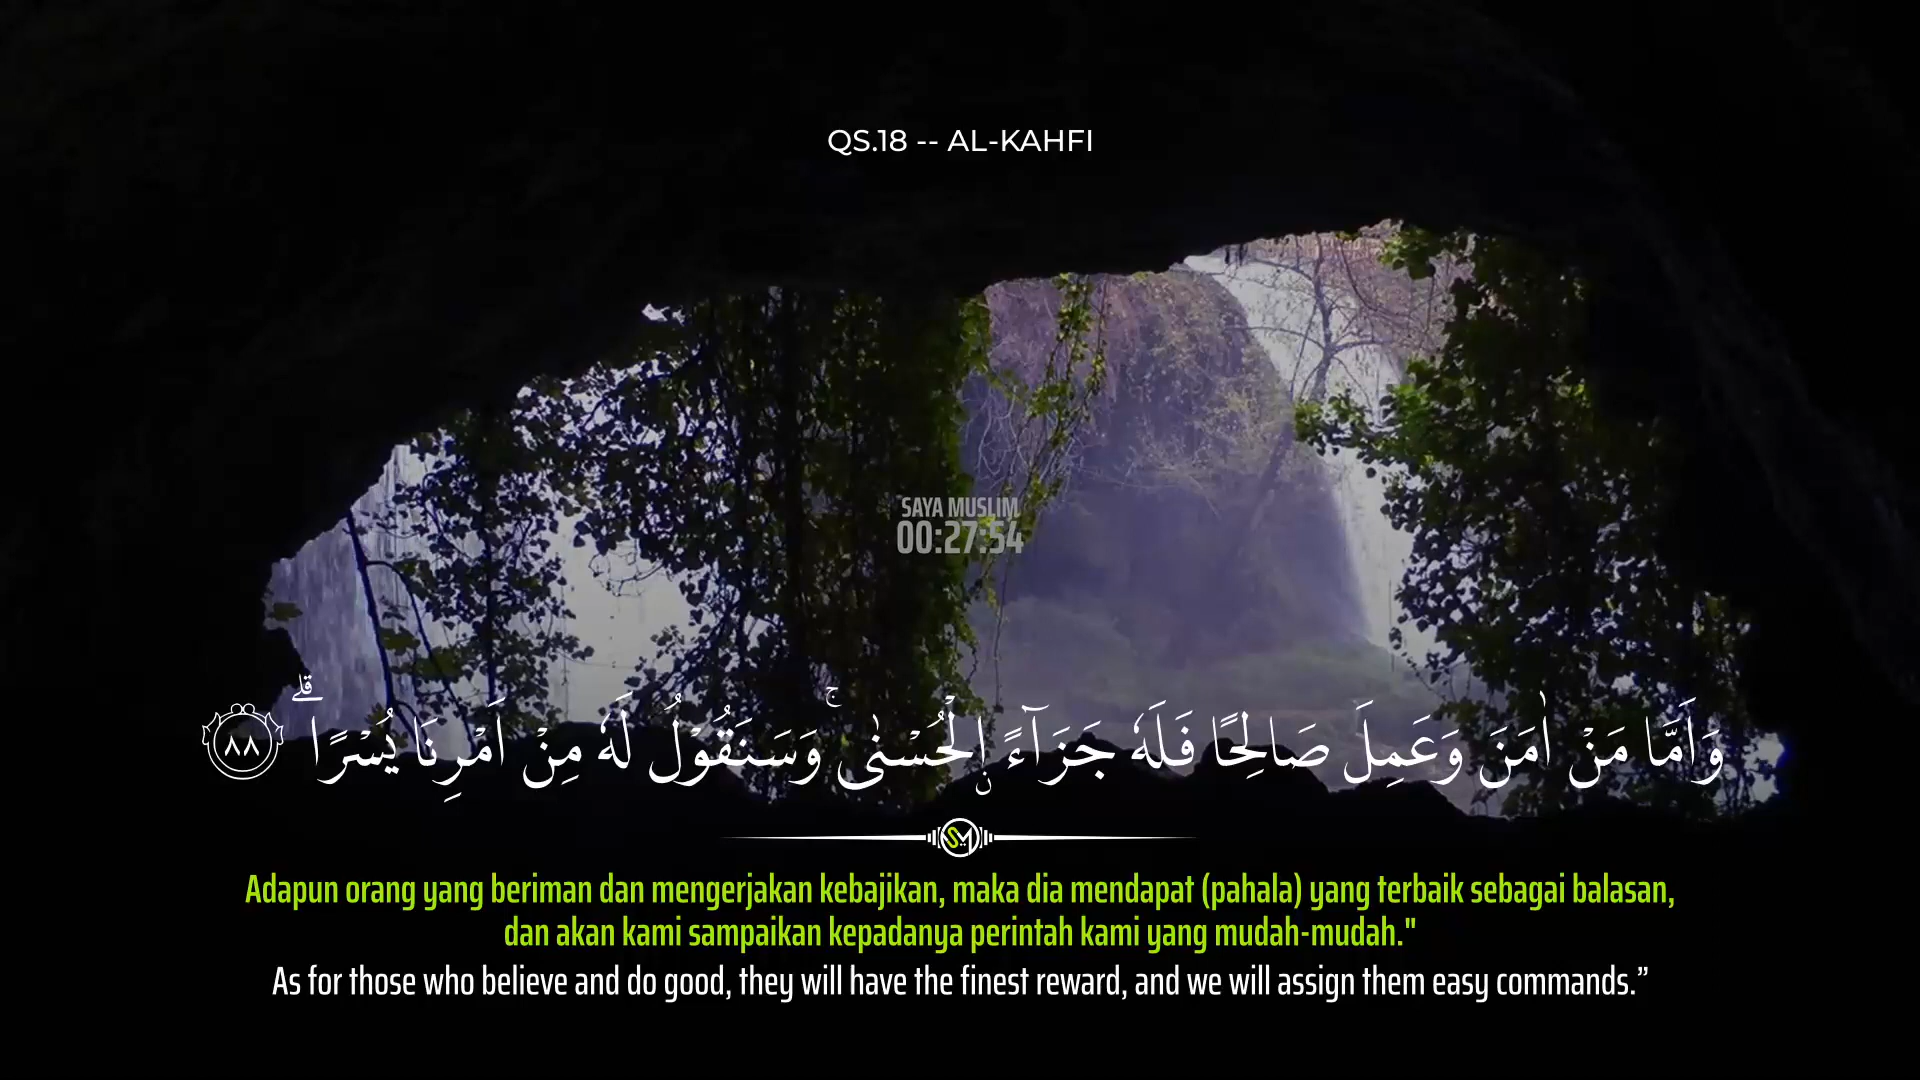 QS.18 -- AL-KAHFI
SAYA MUSLIM
00:27:54
وَاَمَّا مَنْ اٰمَنَ وَعَمِلَ صَالِحًا فَلَهٗ جَزَاۤءً ۨالْحُسْنٰىۚ وَسَنَقُوْلُ لَهٗ مِنْ اَمْرِنَا يُسْرًا ۗ ٨٨
SM
Adapun orang yang beriman dan mengerjakan kebajikan, maka dia mendapat (pahala) yang terbaik sebagai balasan,
dan akan kami sampaikan kepadanya perintah kami yang mudah-mudah."
As for those who believe and do good, they will have the finest reward, and we will assign them easy commands.”